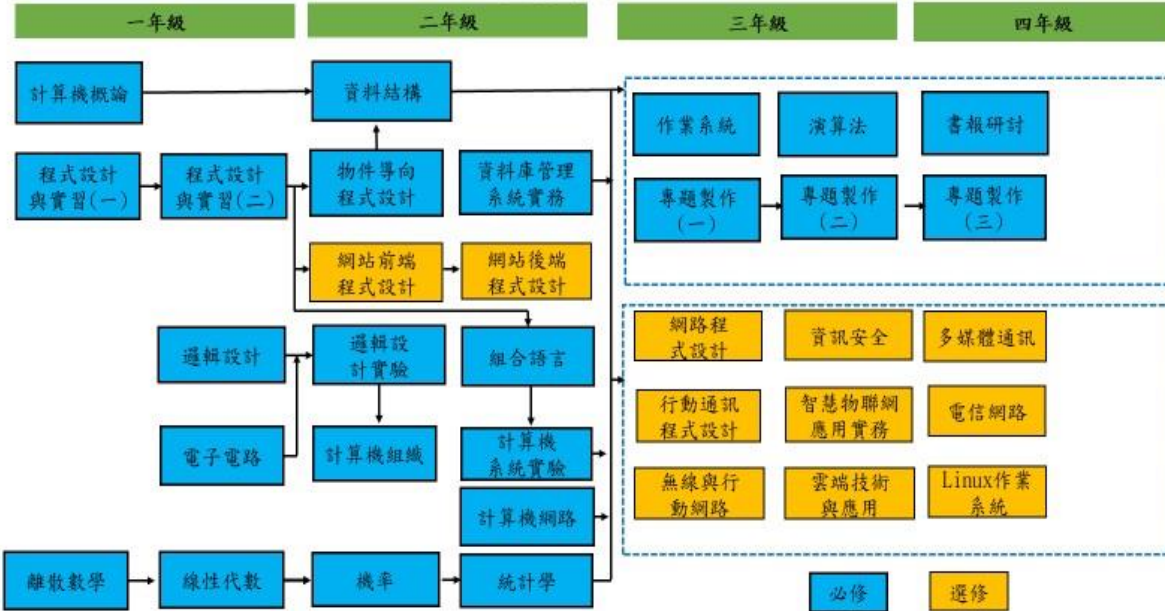 一年級
二年級
三年級
四年級
計算機概論
資料結構
作業系統
演算法
書報研討
程式設計
與實習(一)
程式設計
與實習(二)
物件導向
程式設計
資料庫管理
系統實務
專題製作
(一)
專題製作
(二)
專題製作
(三)
網站前端
程式設計
網站後端
程式設計
邏輯設計
邏輯設
計實驗
組合語言
網路程
式設計
資訊安全
多媒體通訊
電子電路
計算機組織
計算機
系統實驗
行動通訊
程式設計
智慧物聯網
應用實務
電信網路
計算機網路
無線與行
動網路
雲端技術
與應用
Linux作業
系統
離散數學
線性代數
機率
統計學
必修
選修